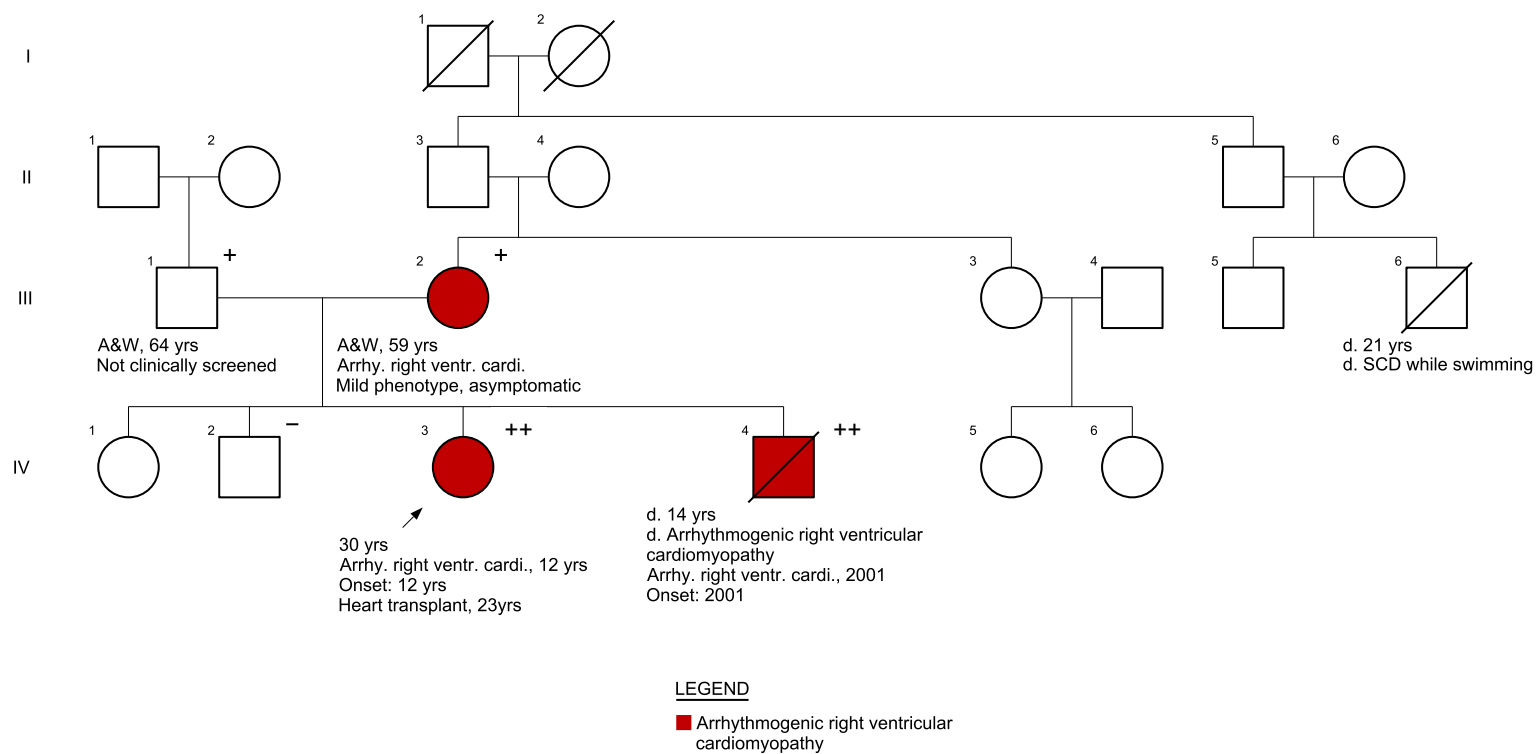 1
2
I
1
2
3
4
5
6
II
1
+
2
+
3
4
5
6
III
A&W, 64 yrs
Not clinically screened
A&W, 59 yrs
Arrhy. right ventr. cardi.
Mild phenotype, asymptomatic
d. 21 yrs
d. SCD while swimming
1
2
−
3
++
4
++
5
6
IV
30 yrs
Arrhy. right ventr. cardi., 12 yrs
Onset: 12 yrs
Heart transplant, 23yrs
d. 14 yrs
d. Arrhythmogenic right ventricular
cardiomyopathy
Arrhy. right ventr. cardi., 2001
Onset: 2001
LEGEND
Arrhythmogenic right ventricular
cardiomyopathy